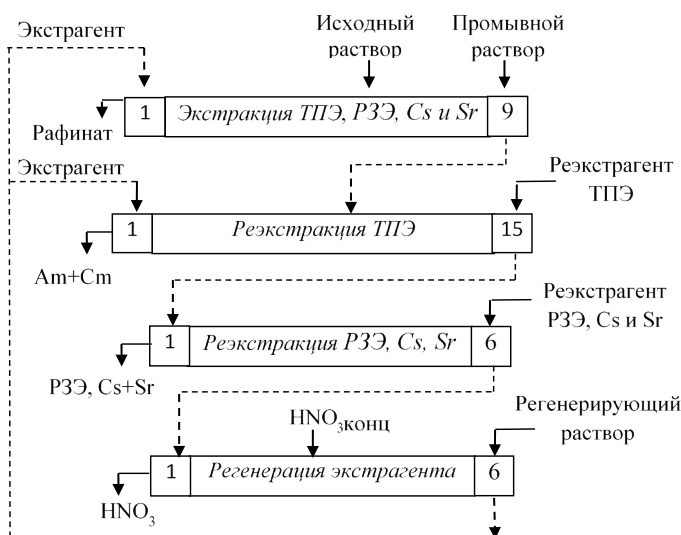 Экстрагент
Исходный
раствор
Промывной
раствор
1
Экстракция ТПЭ, РЗЭ, Cs и Sr
9
Рафинат
Экстрагент
Реэкстрагент
ТПЭ
1
Реэкстракция ТПЭ
15
Am+Cm
Реэкстрагент
РЗЭ, Cs и Sr
1
Реэкстракция РЗЭ, Cs, Sr
6
РЗЭ, Cs+Sr
HNO₃конц
Регенерирующий
раствор
1
Регенерация экстрагента
6
HNO₃